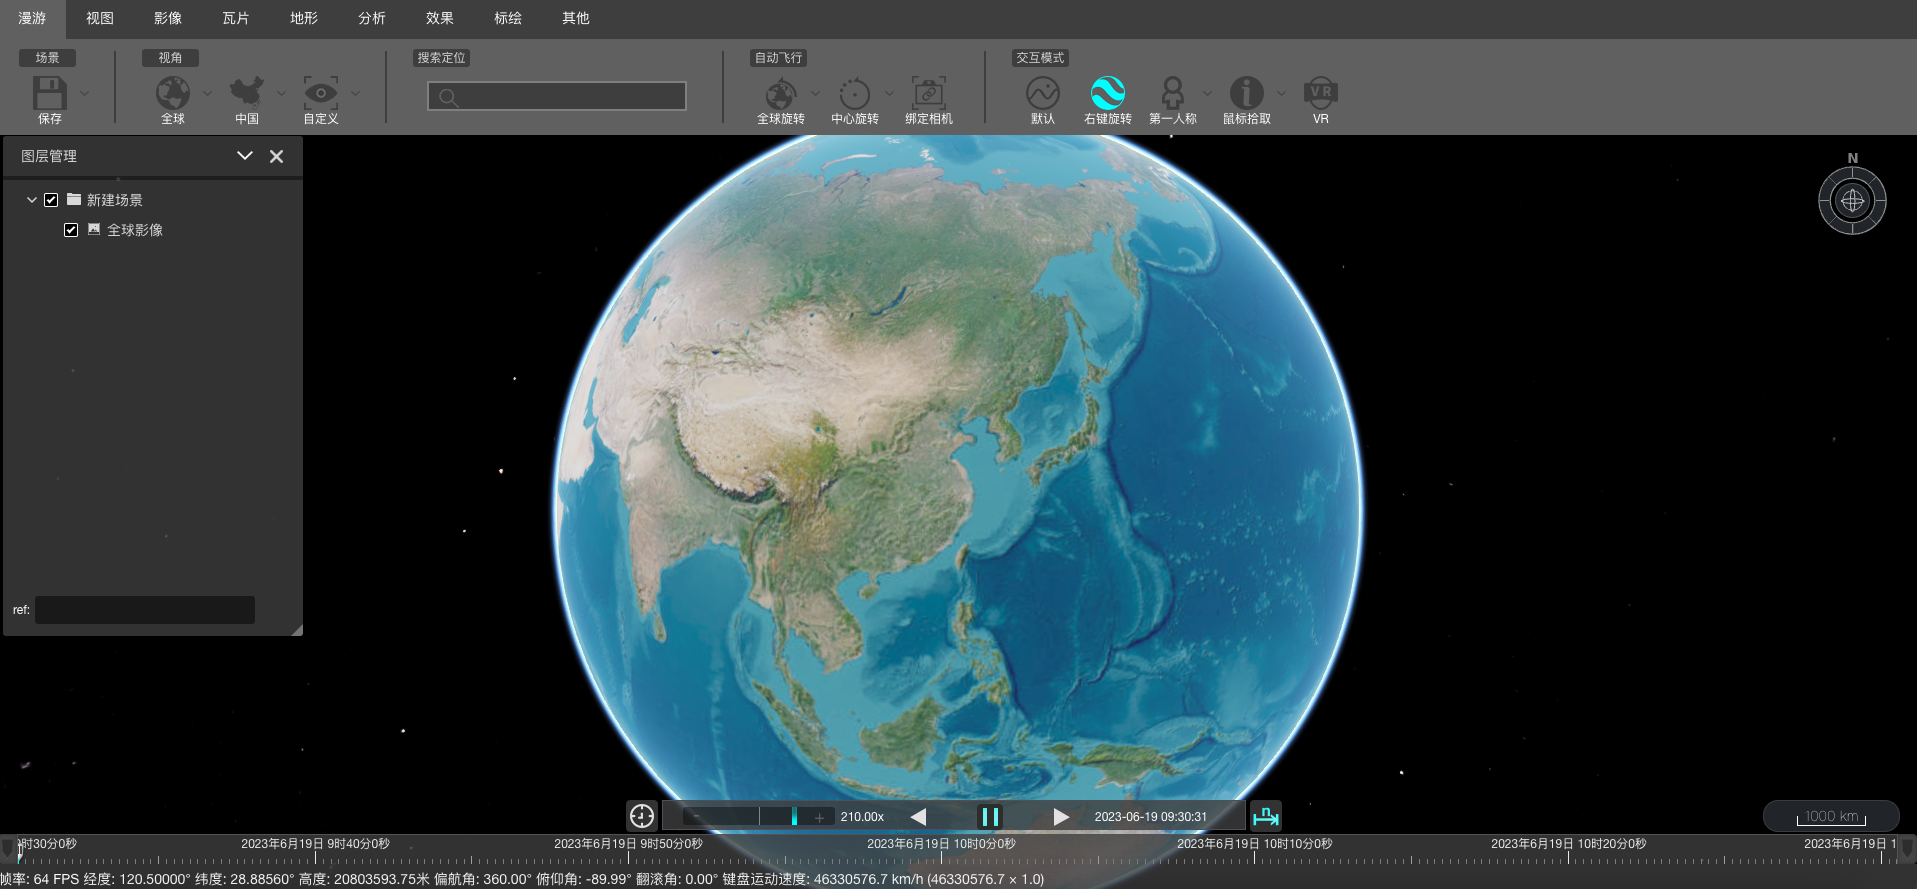 漫游 视图 影像 瓦片 地形 分析 效果 标绘 其他
场景 视角 搜索定位 自动飞行 交互模式
保存 全球 中国 自定义 全球旋转 中心旋转 绑定相机 默认 右键旋转 第一人称 鼠标拾取 VR
VR
图层管理
新建场景
全球影像
N
ref:
210.00x 2023-06-19 09:30:31 n
1000 km
时30分0秒 2023年6月19日 9时40分0秒 2023年6月19日 9时50分0秒 2023年6月19日 10时0分0秒 2023年6月19日 10时10分0秒 2023年6月19日 10时20分0秒 2023年6月19日 1
帧率: 64 FPS 经度: 120.50000° 纬度: 28.88560° 高度: 20803593.75米 偏航角: 360.00° 俯仰角: -89.99° 翻滚角: 0.00° 键盘运动速度: 46330576.7 km/h (46330576.7 × 1.0)